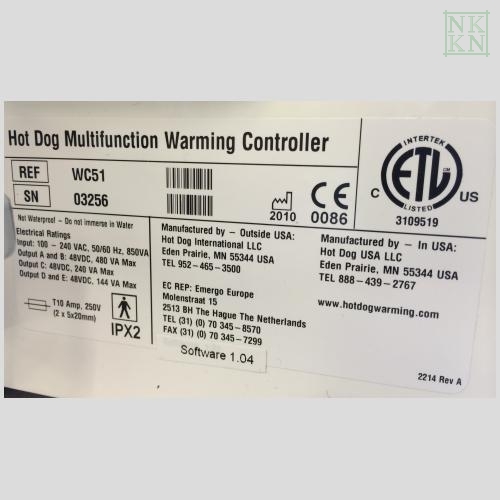 NK
KN
Hot Dog Multifunction Warming Controller
REF WC51
SN 03256
2010
CE 0086
INTERTEK
ETL
CM
LISTED
C US
3109519
Not Waterproof - Do not immerse in Water
Electrical Ratings
Input: 100 - 240 VAC, 50/60 Hz, 850VA
Output A and B: 48VDC, 480 VA Max
Output C: 48VDC, 240 VA Max
Output D and E: 48VDC, 144 VA Max
T10 Amp, 250V
(2 x 5x20mm)
IPX2
Manufactured by - Outside USA:
Hot Dog International LLC
Eden Prairie, MN 55344 USA
TEL 952-465-3500
EC REP: Emergo Europe
Molenstraat 15
2513 BH The Hague The Netherlands
TEL (31) (0) 70 345-8570
FAX (31) (0) 70 345-7299
Software 1.04
Manufactured by - In USA:
Hot Dog USA LLC
Eden Prairie, MN 55344 USA
TEL 888-439-2767
www.hotdogwarming.com
2214 Rev A